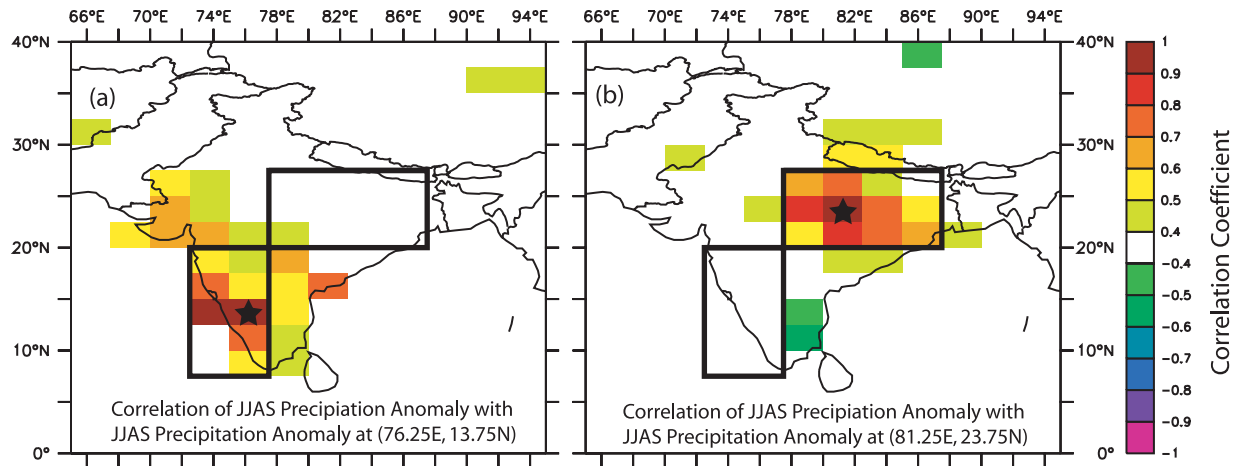 66°E 70°E 74°E 78°E 82°E 86°E 90°E 94°E 66°E 70°E 74°E 78°E 82°E 86°E 90°E 94°E
40°N 40°N 1
(a) (b) 0.9
0.8
30°N 30°N 0.7
0.6
0.5
20°N 20°N 0.4
-0.4
-0.5
10°N 10°N -0.6
-0.7
-0.8
-0.9
0° 0° -1
Correlation of JJAS Precipiation Anomaly with
JJAS Precipitation Anomaly at (76.25E, 13.75N)
Correlation of JJAS Precipiation Anomaly with
JJAS Precipitation Anomaly at (81.25E, 23.75N)
Correlation Coefficient